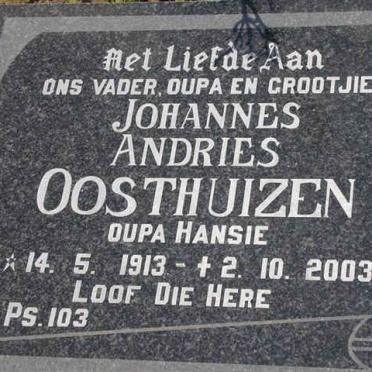 Met Liefde Aan
ONS VADER, OUPA EN GROOTJIE
JOHANNES
ANDRIES
OOSTHUIZEN
OUPA HANSIE
☆ 14. 5. 1913 - ✝ 2. 10. 2003
LOOF DIE HERE
PS. 103